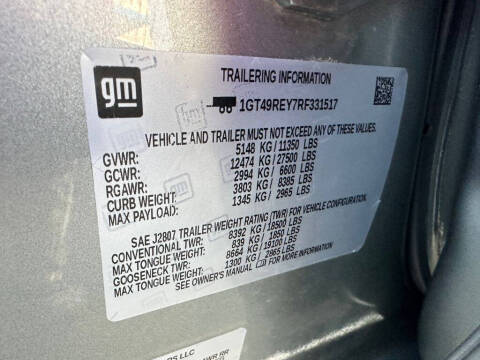 gm
TRAILERING INFORMATION
1GT49REY7RF331517
VEHICLE AND TRAILER MUST NOT EXCEED ANY OF THESE VALUES.
GVWR: 5148 KG / 11350 LBS
GCWR: 12474 KG / 27500 LBS
RGAWR: 2994 KG / 6600 LBS
CURB WEIGHT: 3803 KG / 8385 LBS
MAX PAYLOAD: 1345 KG / 2965 LBS
SAE J2807 TRAILER WEIGHT RATING (TWR) FOR VEHICLE CONFIGURATION.
CONVENTIONAL TWR: 8392 KG / 18500 LBS
MAX TONGUE WEIGHT: 839 KG / 1850 LBS
GOOSENECK TWR: 8664 KG / 19100 LBS
MAX TONGUE WEIGHT: 1300 KG / 2865 LBS
SEE OWNER'S MANUAL FOR MORE INFORMATION
LLC
AWR RR